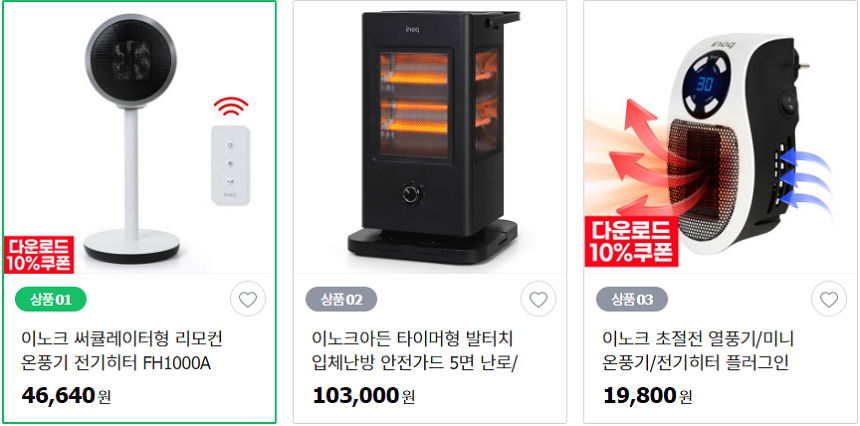 inoq
다운로드
10%쿠폰
상품 01
이노크 써큘레이터형 리모컨
온풍기 전기히터 FH1000A
46,640원
inoq
상품 02
이노크아든 타이머형 발터치
입체난방 안전가드 5면 난로/
103,000원
inoq
30
다운로드
10%쿠폰
상품 03
이노크 초절전 열풍기/미니
온풍기/전기히터 플러그인
19,800원